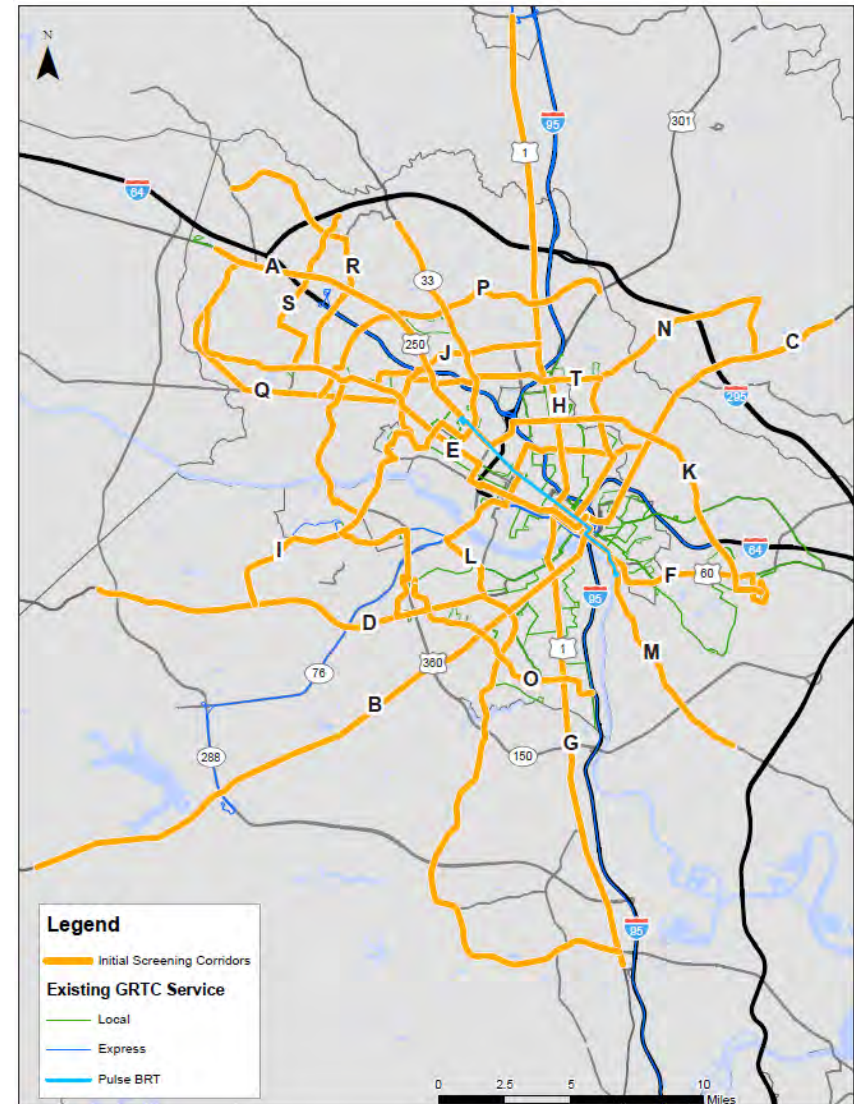 N
95
301
1
64
A
R
33
P
S
N
C
250
J
T
Q
H
295
E
K
I
64
L
F
60
95
D
M
1
76
360
O
B
G
288
150
95
Legend
Initial Screening Corridors
Existing GRTC Service
Local
Express
Pulse BRT
0 2.5 5 10
Miles